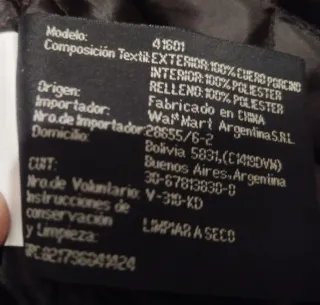 Modelo: 41601
Composición Textil: EXTERIOR:100% CUERO PORCINO
INTERIOR:100% POLIESTER
RELLENO:100% POLIESTER
Origen: Fabricado en CHINA
Importador: Wal*Mart Argentina S.R.L.
Nro.de Importador: 28655/6-2
Domicilio: Bolivia 5831,(C1419DVM)
Buenos Aires,Argentina
CUIT: 30-67813830-0
Nro.de Voluntario: V-310-KD
Instrucciones de
conservación
y Limpieza: LIMPIAR A SECO